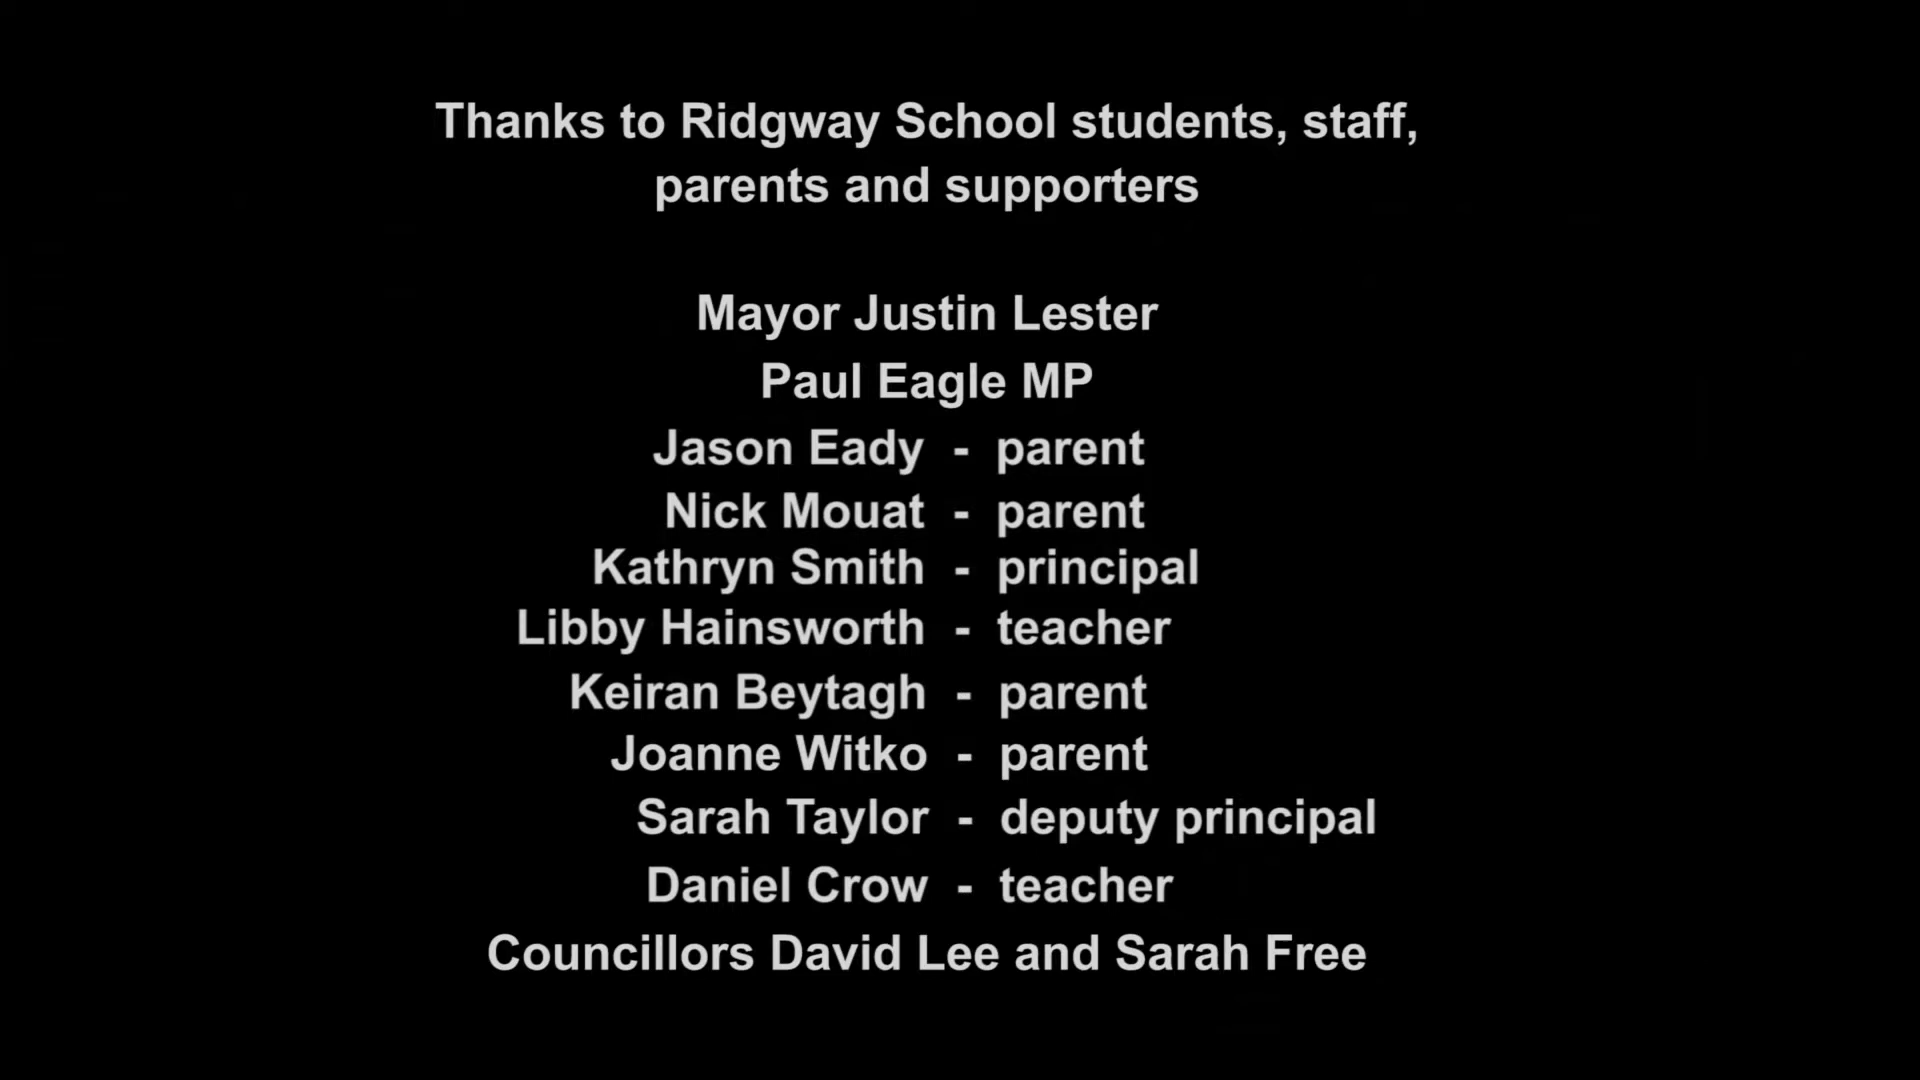 Thanks to Ridgway School students, staff,
parents and supporters
Mayor Justin Lester
Paul Eagle MP
Jason Eady - parent
Nick Mouat - parent
Kathryn Smith - principal
Libby Hainsworth - teacher
Keiran Beytagh - parent
Joanne Witko - parent
Sarah Taylor - deputy principal
Daniel Crow - teacher
Councillors David Lee and Sarah Free